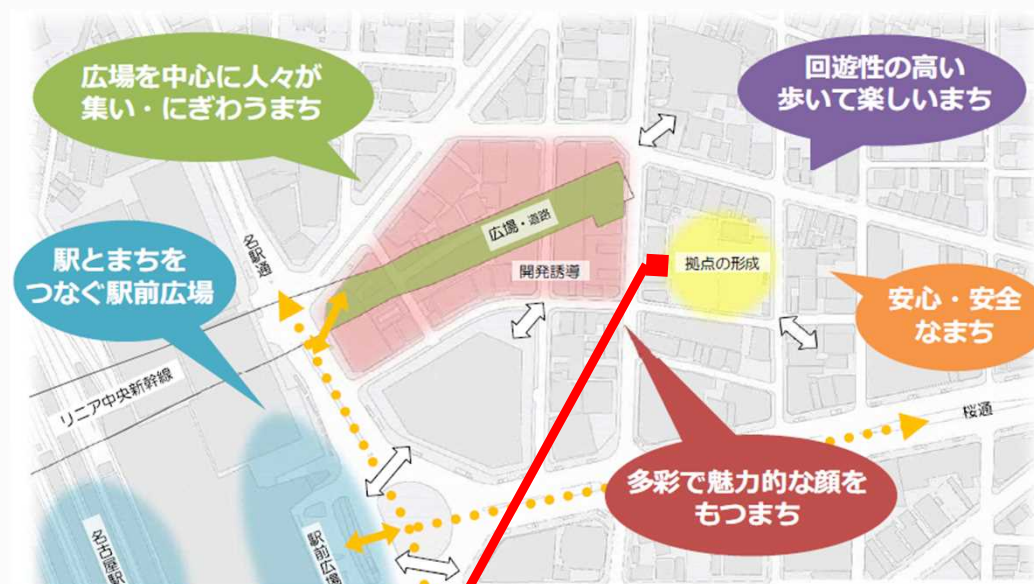 広場を中心に人々が
集い・にぎわうまち
回遊性の高い
歩いて楽しいまち
広場・道路
名駅通
駅とまちを
つなぐ駅前広場
開発誘導
拠点の形成
安心・安全
なまち
リニア中央新幹線
桜通
多彩で魅力的な顔を
もつまち
名古屋駅
駅前広場